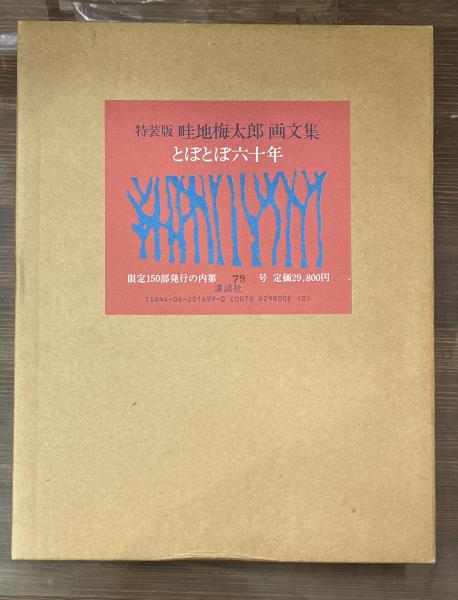 特装版 畦地梅太郎 画文集
とぼとぼ六十年
限定150部発行の内第 79 号 定価29,800円
講談社
ISBN4-06-201699-0 C0070 ¥29800E (0)